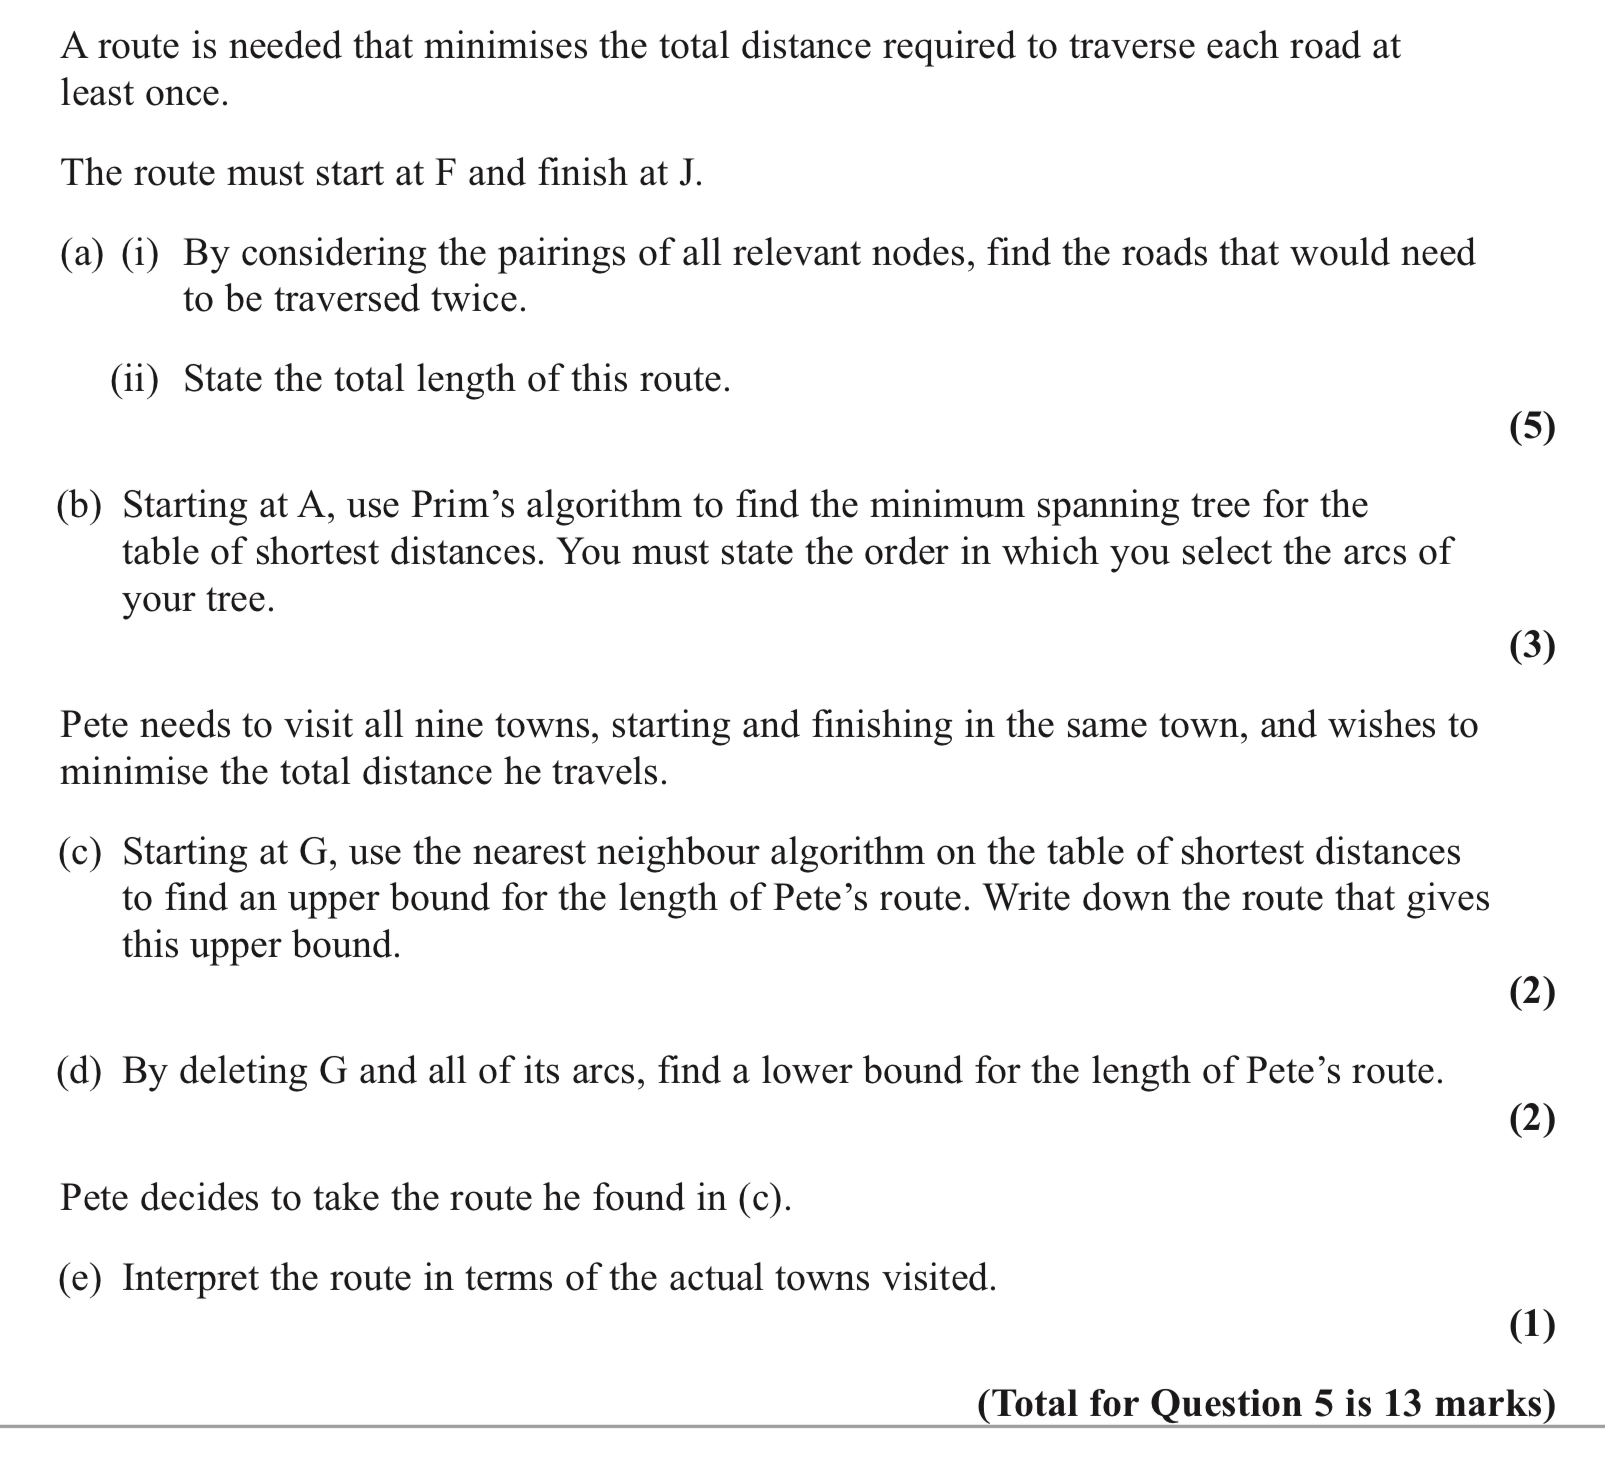 A route is needed that minimises the total distance required to traverse each road at
least once.
The route must start at F and finish at J.
(a) (i) By considering the pairings of all relevant nodes, find the roads that would need
to be traversed twice.
(ii) State the total length of this route.
(5)
(b) Starting at A, use Prim’s algorithm to find the minimum spanning tree for the
table of shortest distances. You must state the order in which you select the arcs of
your tree.
(3)
Pete needs to visit all nine towns, starting and finishing in the same town, and wishes to
minimise the total distance he travels.
(c) Starting at G, use the nearest neighbour algorithm on the table of shortest distances
to find an upper bound for the length of Pete’s route. Write down the route that gives
this upper bound.
(2)
(d) By deleting G and all of its arcs, find a lower bound for the length of Pete’s route.
(2)
Pete decides to take the route he found in (c).
(e) Interpret the route in terms of the actual towns visited.
(1)
(Total for Question 5 is 13 marks)